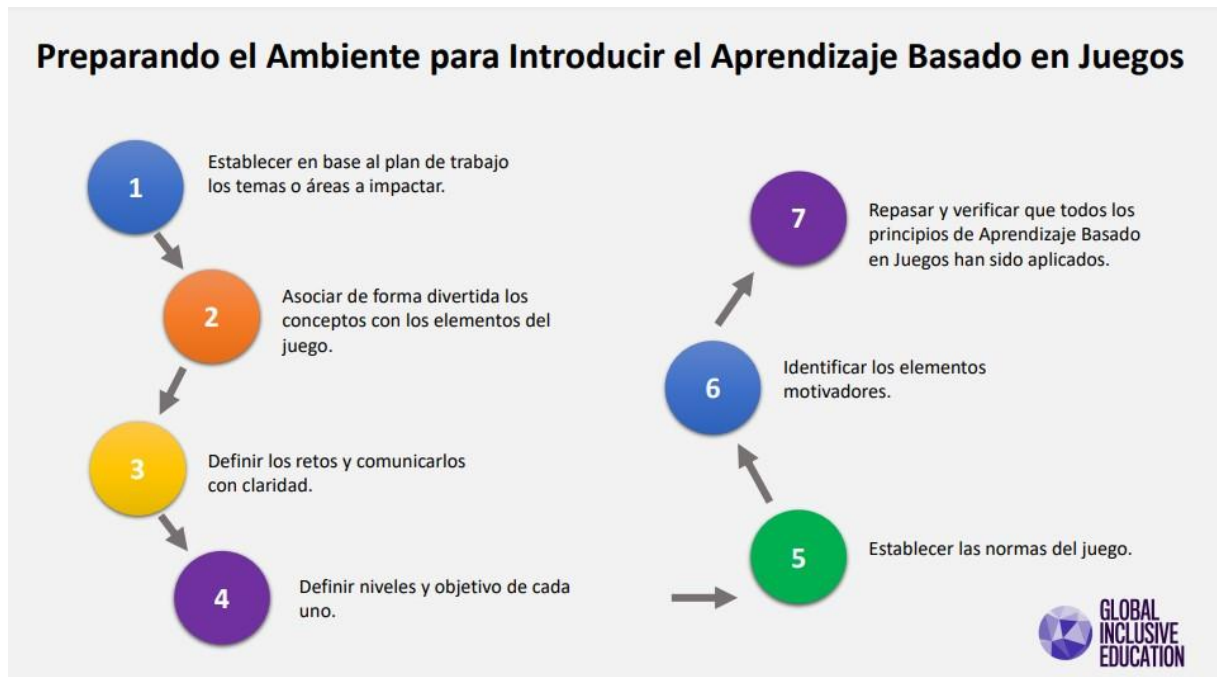 Preparando el Ambiente para Introducir el Aprendizaje Basado en Juegos
1
Establecer en base al plan de trabajo
los temas o áreas a impactar.
2
Asociar de forma divertida los
conceptos con los elementos del
juego.
3
Definir los retos y comunicarlos
con claridad.
4
Definir niveles y objetivo de cada
uno.
5
Establecer las normas del juego.
6
Identificar los elementos
motivadores.
7
Repasar y verificar que todos los
principios de Aprendizaje Basado
en Juegos han sido aplicados.
GLOBAL
INCLUSIVE
EDUCATION